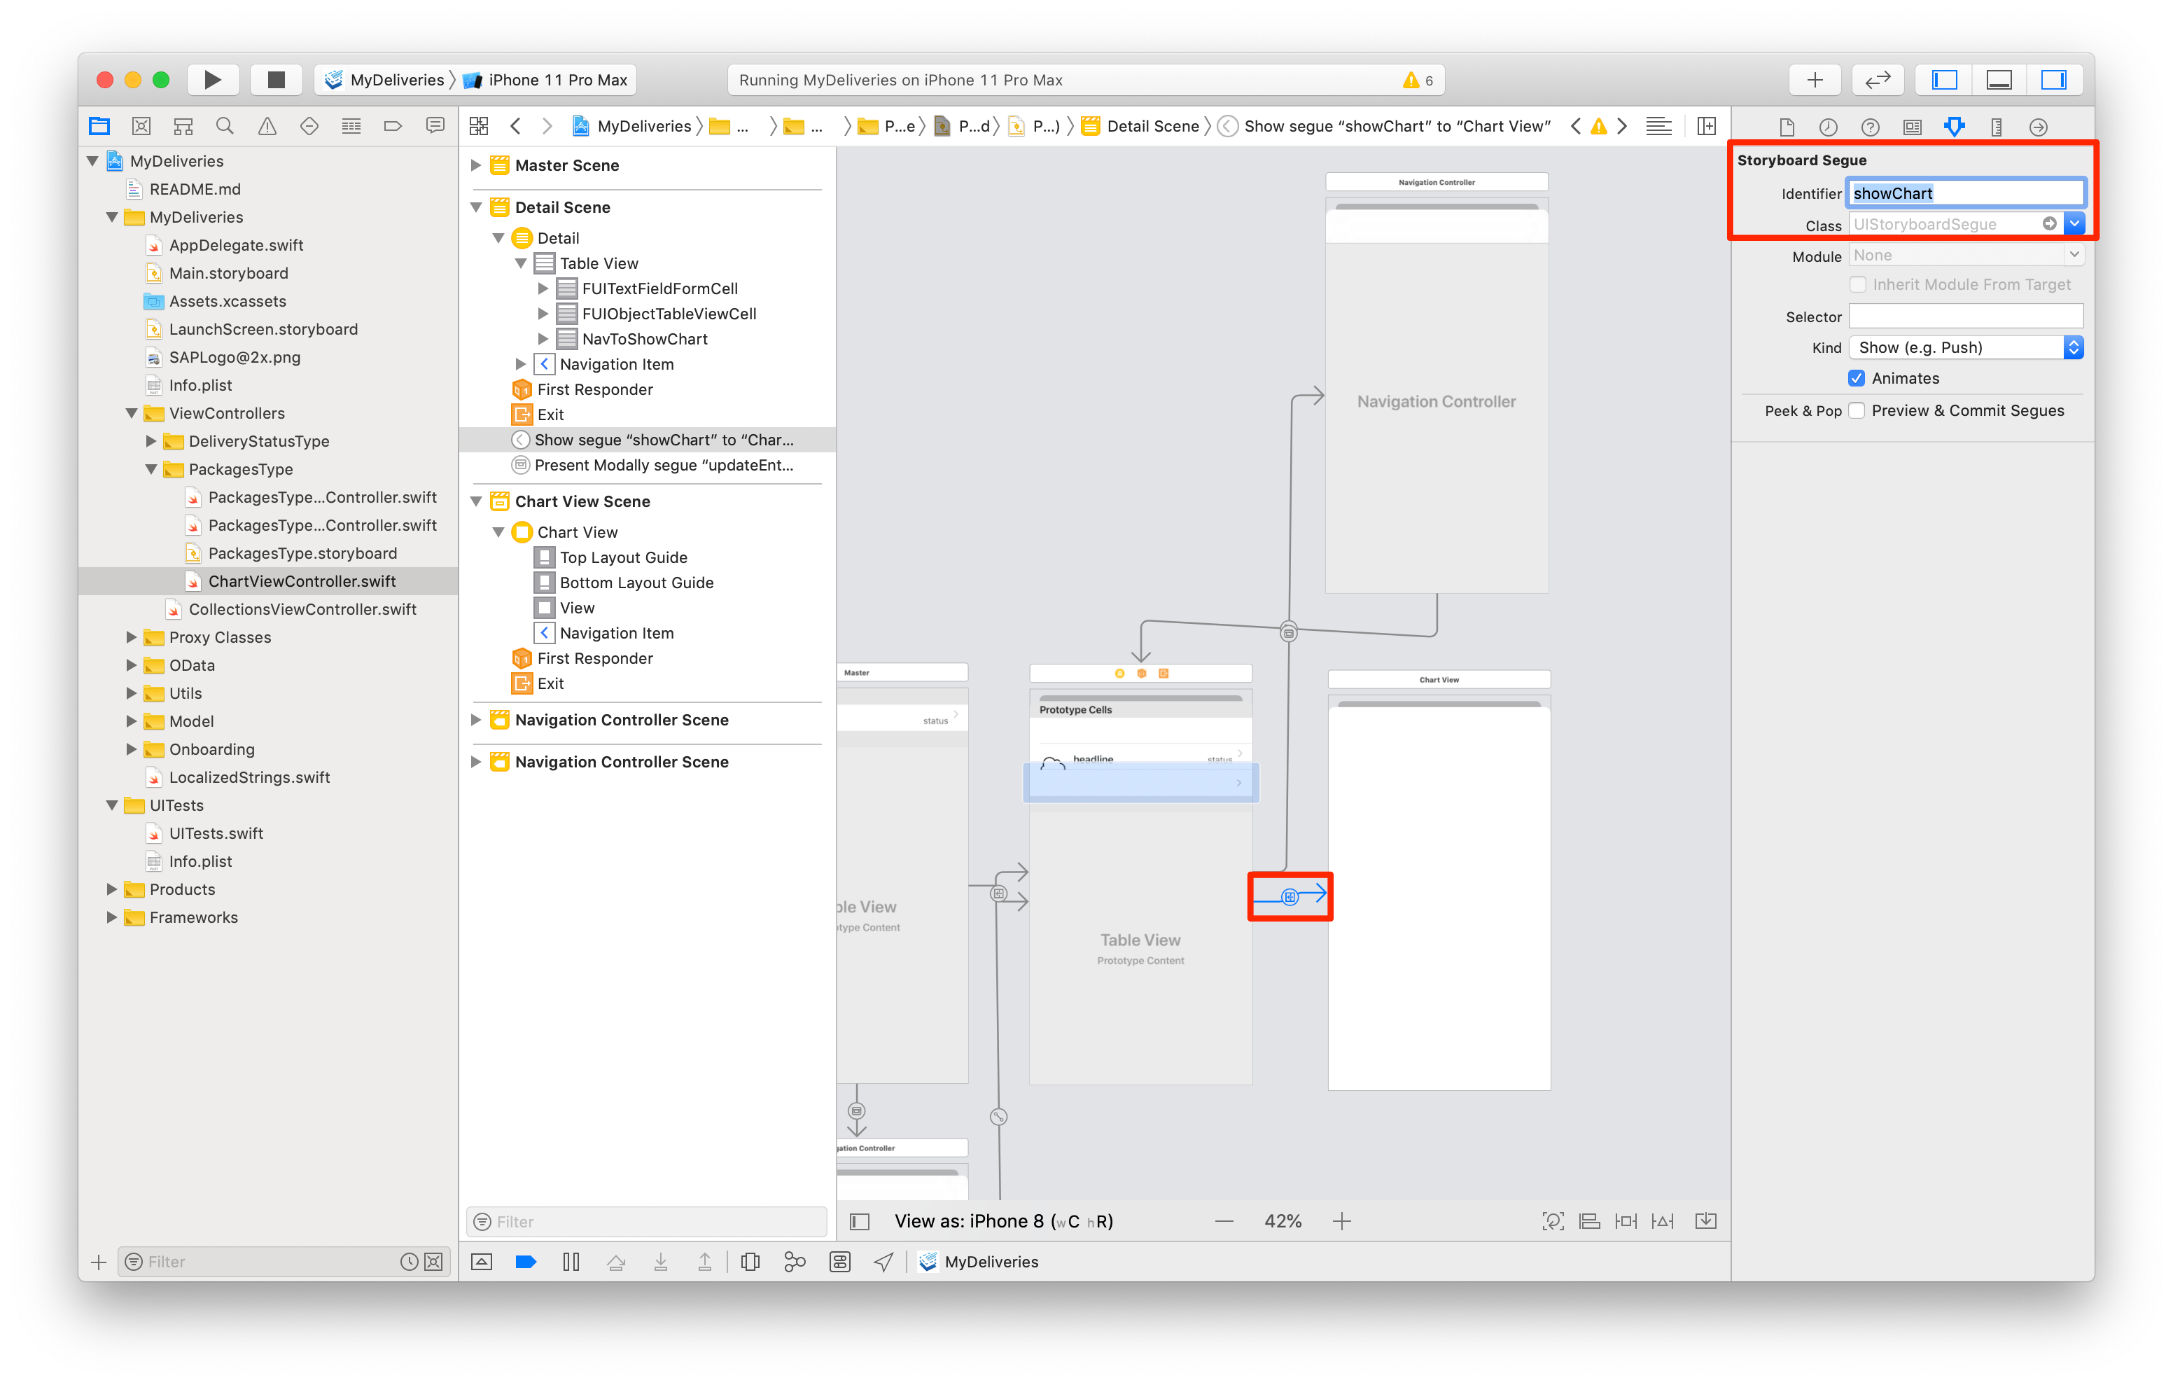 MyDeliveries
iPhone 11 Pro Max
Running MyDeliveries on iPhone 11 Pro Max
6
MyDeliveries
...
...
P...e
P...d
P...)
Detail Scene
Show segue “showChart” to “Chart View”
MyDeliveries
README.md
MyDeliveries
AppDelegate.swift
Main.storyboard
Assets.xcassets
LaunchScreen.storyboard
SAPLogo@2x.png
Info.plist
ViewControllers
DeliveryStatusType
PackagesType
PackagesType...Controller.swift
PackagesType...Controller.swift
PackagesType.storyboard
ChartViewController.swift
CollectionsViewController.swift
Proxy Classes
OData
Utils
Model
Onboarding
LocalizedStrings.swift
UITests
UITests.swift
Info.plist
Products
Frameworks
Filter
Master Scene
Detail Scene
Detail
Table View
FUITextFieldFormCell
FUIObjectTableViewCell
NavToShowChart
Navigation Item
First Responder
Exit
Show segue “showChart” to “Char...
Present Modally segue “updateEnt...
Chart View Scene
Chart View
Top Layout Guide
Bottom Layout Guide
View
Navigation Item
First Responder
Exit
Navigation Controller Scene
Navigation Controller Scene
Filter
Navigation Controller
Navigation Controller
Master
status
ble View
otype Content
gation Controller
Prototype Cells
headline
status
Table View
Prototype Content
Chart View
View as: iPhone 8 (wC hR)
42%
MyDeliveries
Storyboard Segue
Identifier showChart
Class UIStoryboardSegue
Module None
Inherit Module From Target
Selector
Kind Show (e.g. Push)
Animates
Peek & Pop Preview & Commit Segues